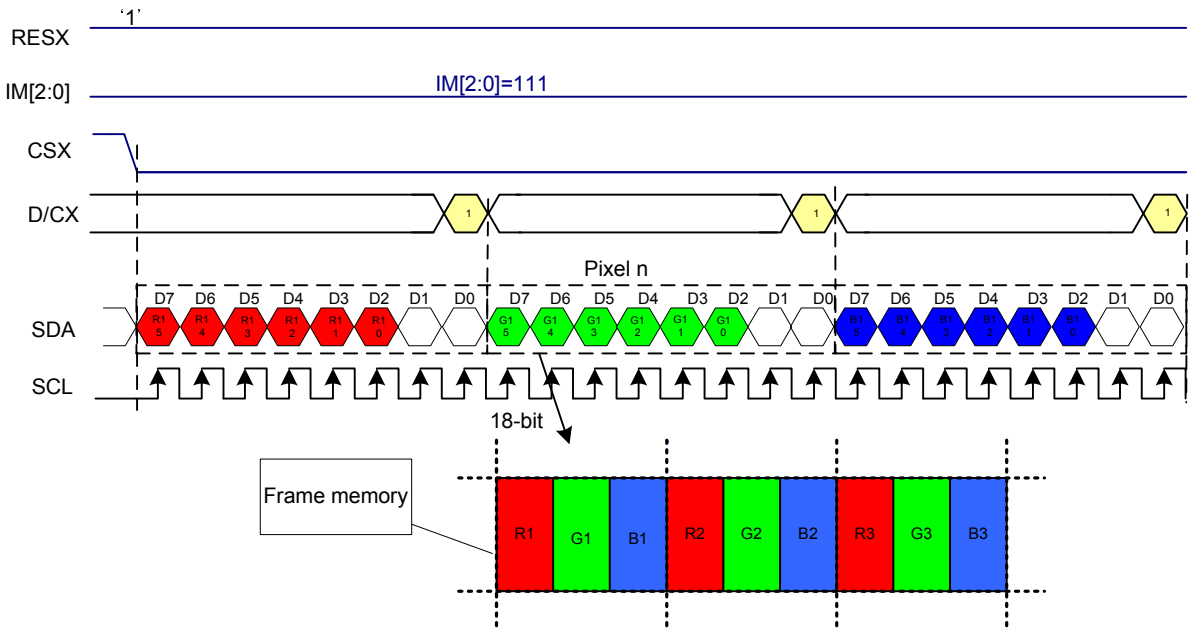 ‘1’
RESX
IM[2:0]
IM[2:0]=111
CSX
D/CX
1
1
1
Pixel n
D7 D6 D5 D4 D3 D2 D1 D0 D7 D6 D5 D4 D3 D2 D1 D0 D7 D6 D5 D4 D3 D2 D1 D0
SDA
R1 5 R1 4 R1 3 R1 2 R1 1 R1 0 G1 5 G1 4 G1 3 G1 2 G1 1 G1 0 B1 5 B1 4 B1 3 B1 2 B1 1 B1 0
SCL
18-bit
Frame memory
R1 G1 B1 R2 G2 B2 R3 G3 B3